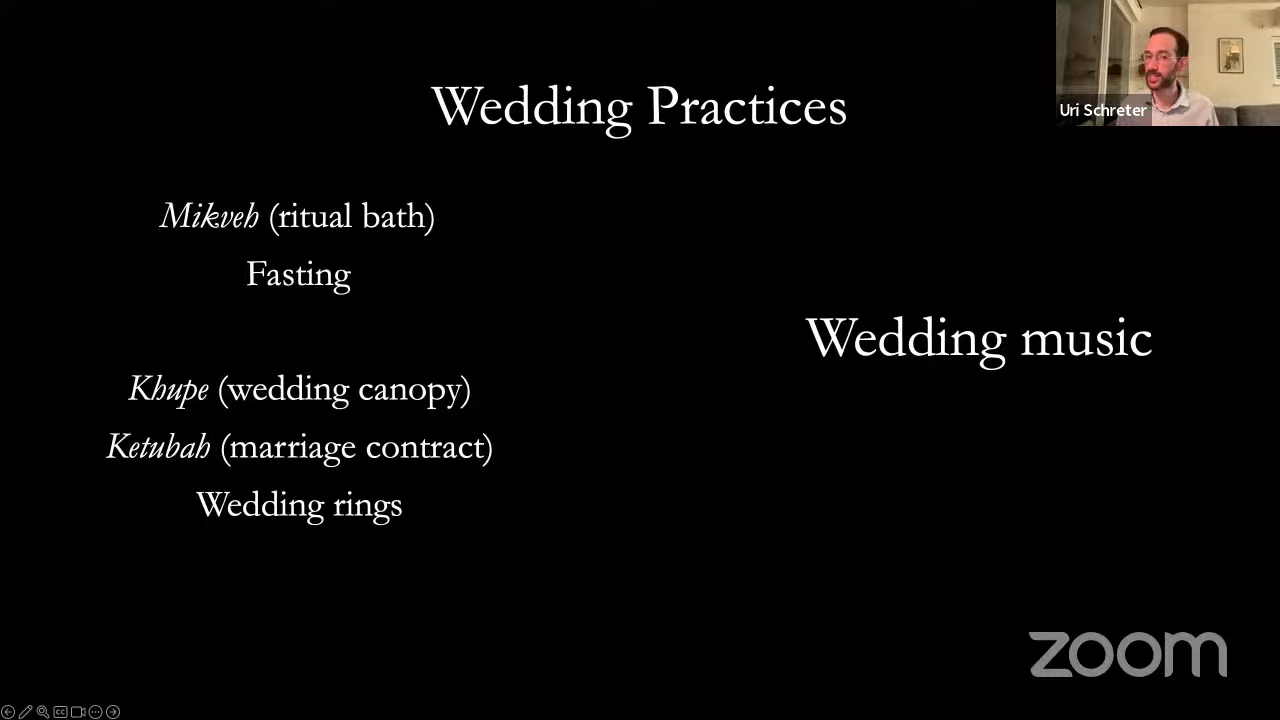 Wedding Practices
Uri Schreter
Mikveh (ritual bath)
Fasting
Wedding music
Khupe (wedding canopy)
Ketubah (marriage contract)
Wedding rings
zoom
CC